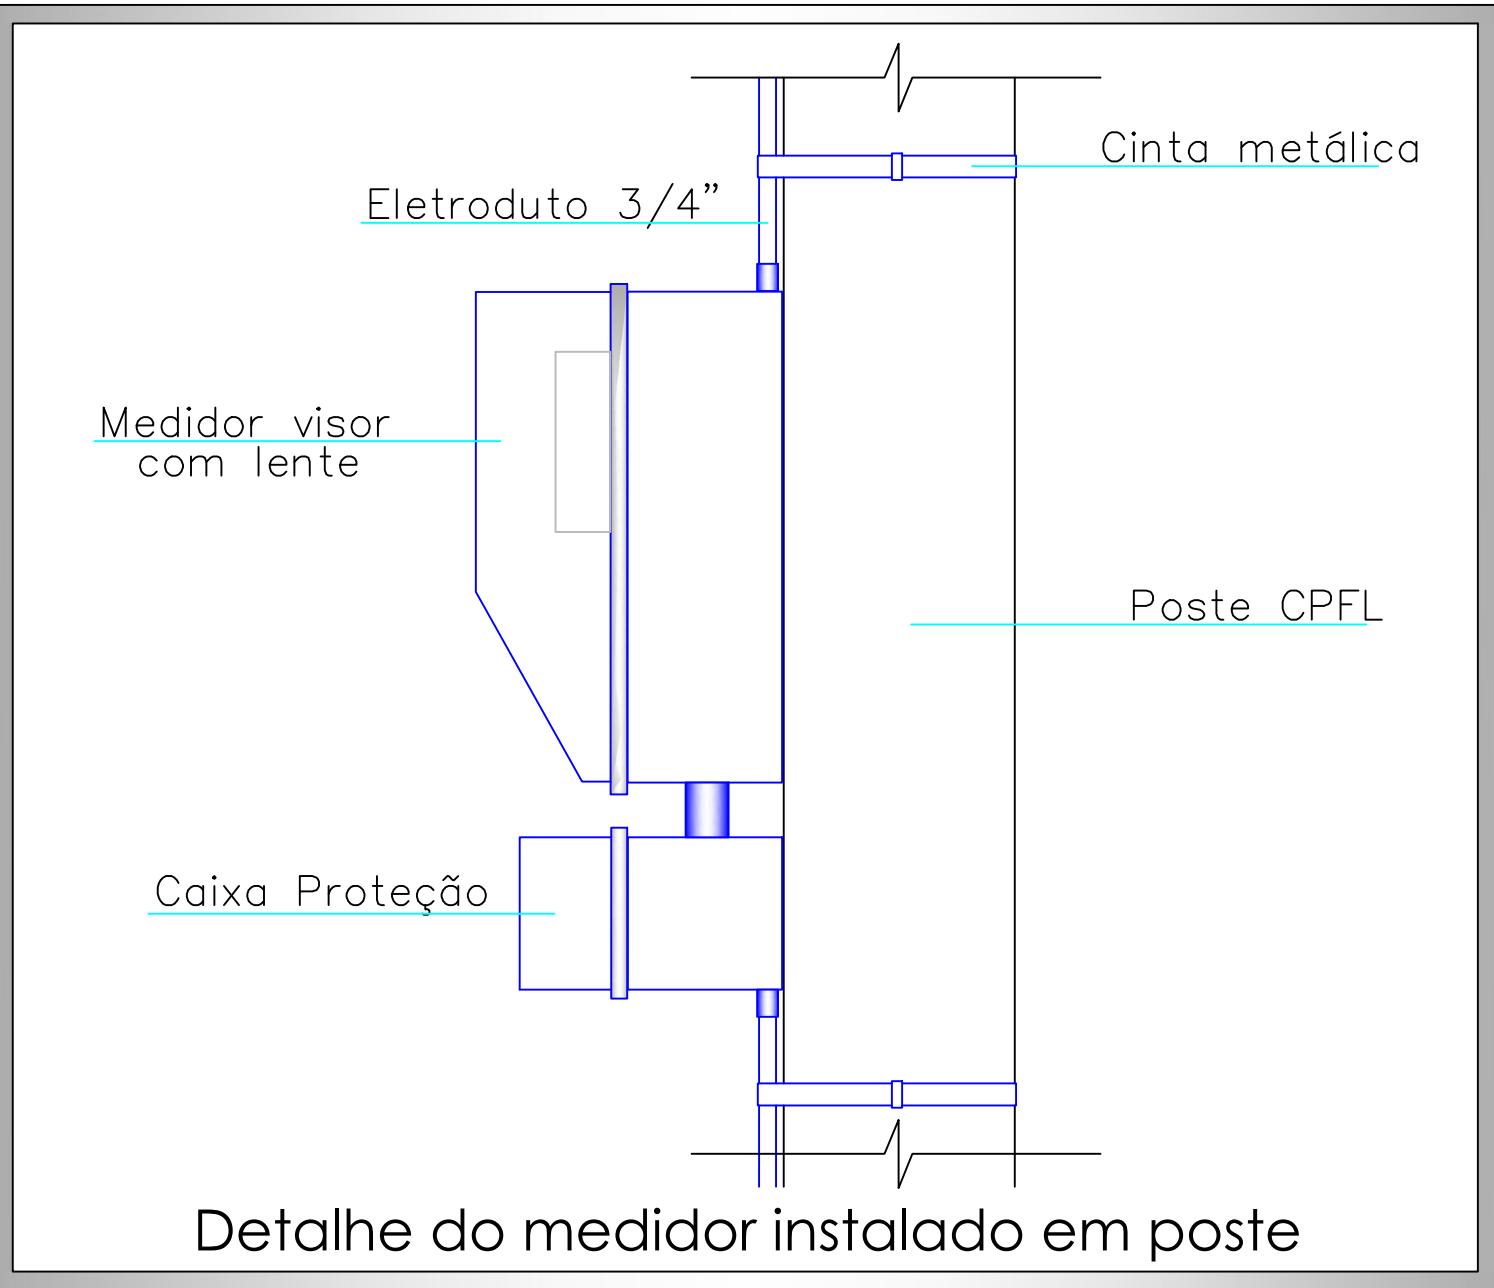 Cinta metálica
Eletroduto 3/4”
Medidor visor
com lente
Poste CPFL
Caixa Proteção
Detalhe do medidor instalado em poste